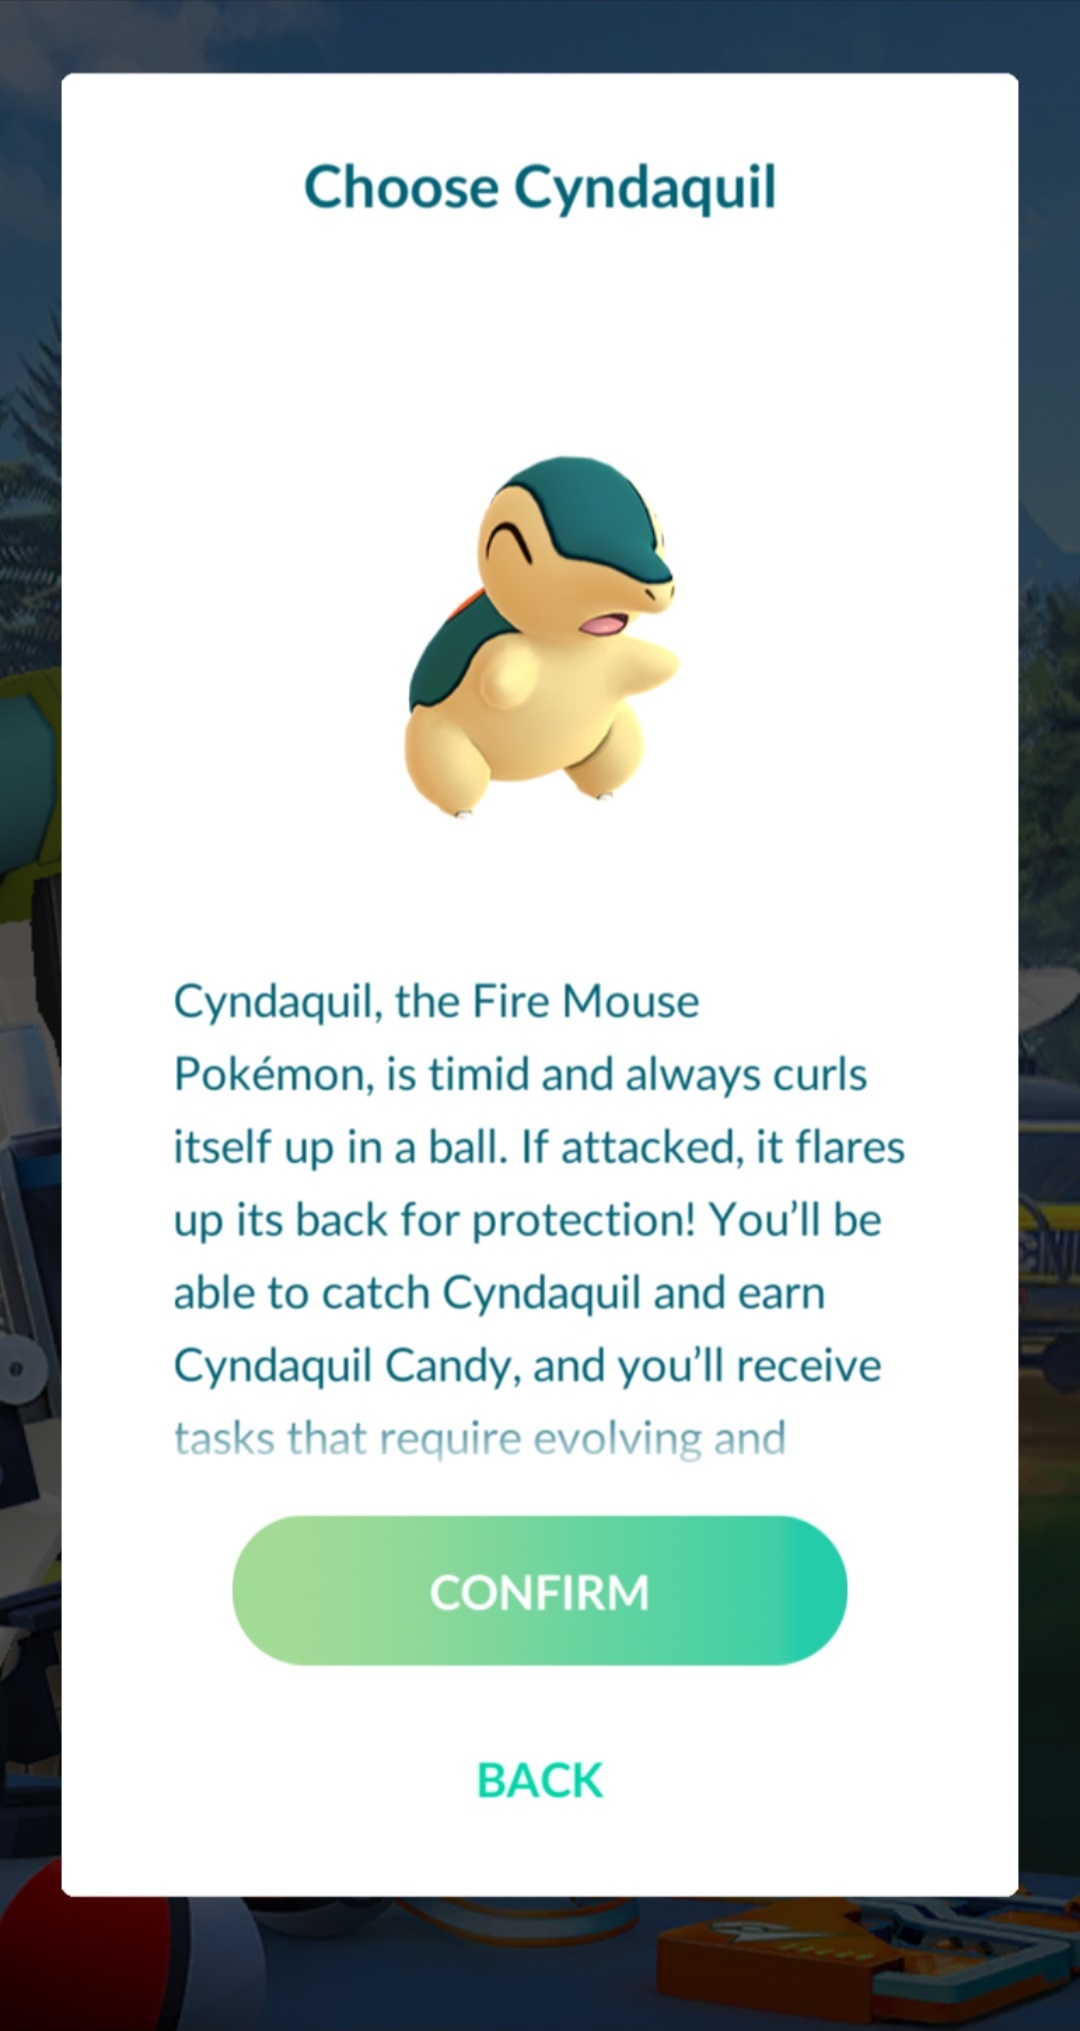 Choose Cyndaquil
Cyndaquil, the Fire Mouse
Pokémon, is timid and always curls
itself up in a ball. If attacked, it flares
up its back for protection! You’ll be
able to catch Cyndaquil and earn
Cyndaquil Candy, and you’ll receive
tasks that require evolving and
CONFIRM
BACK